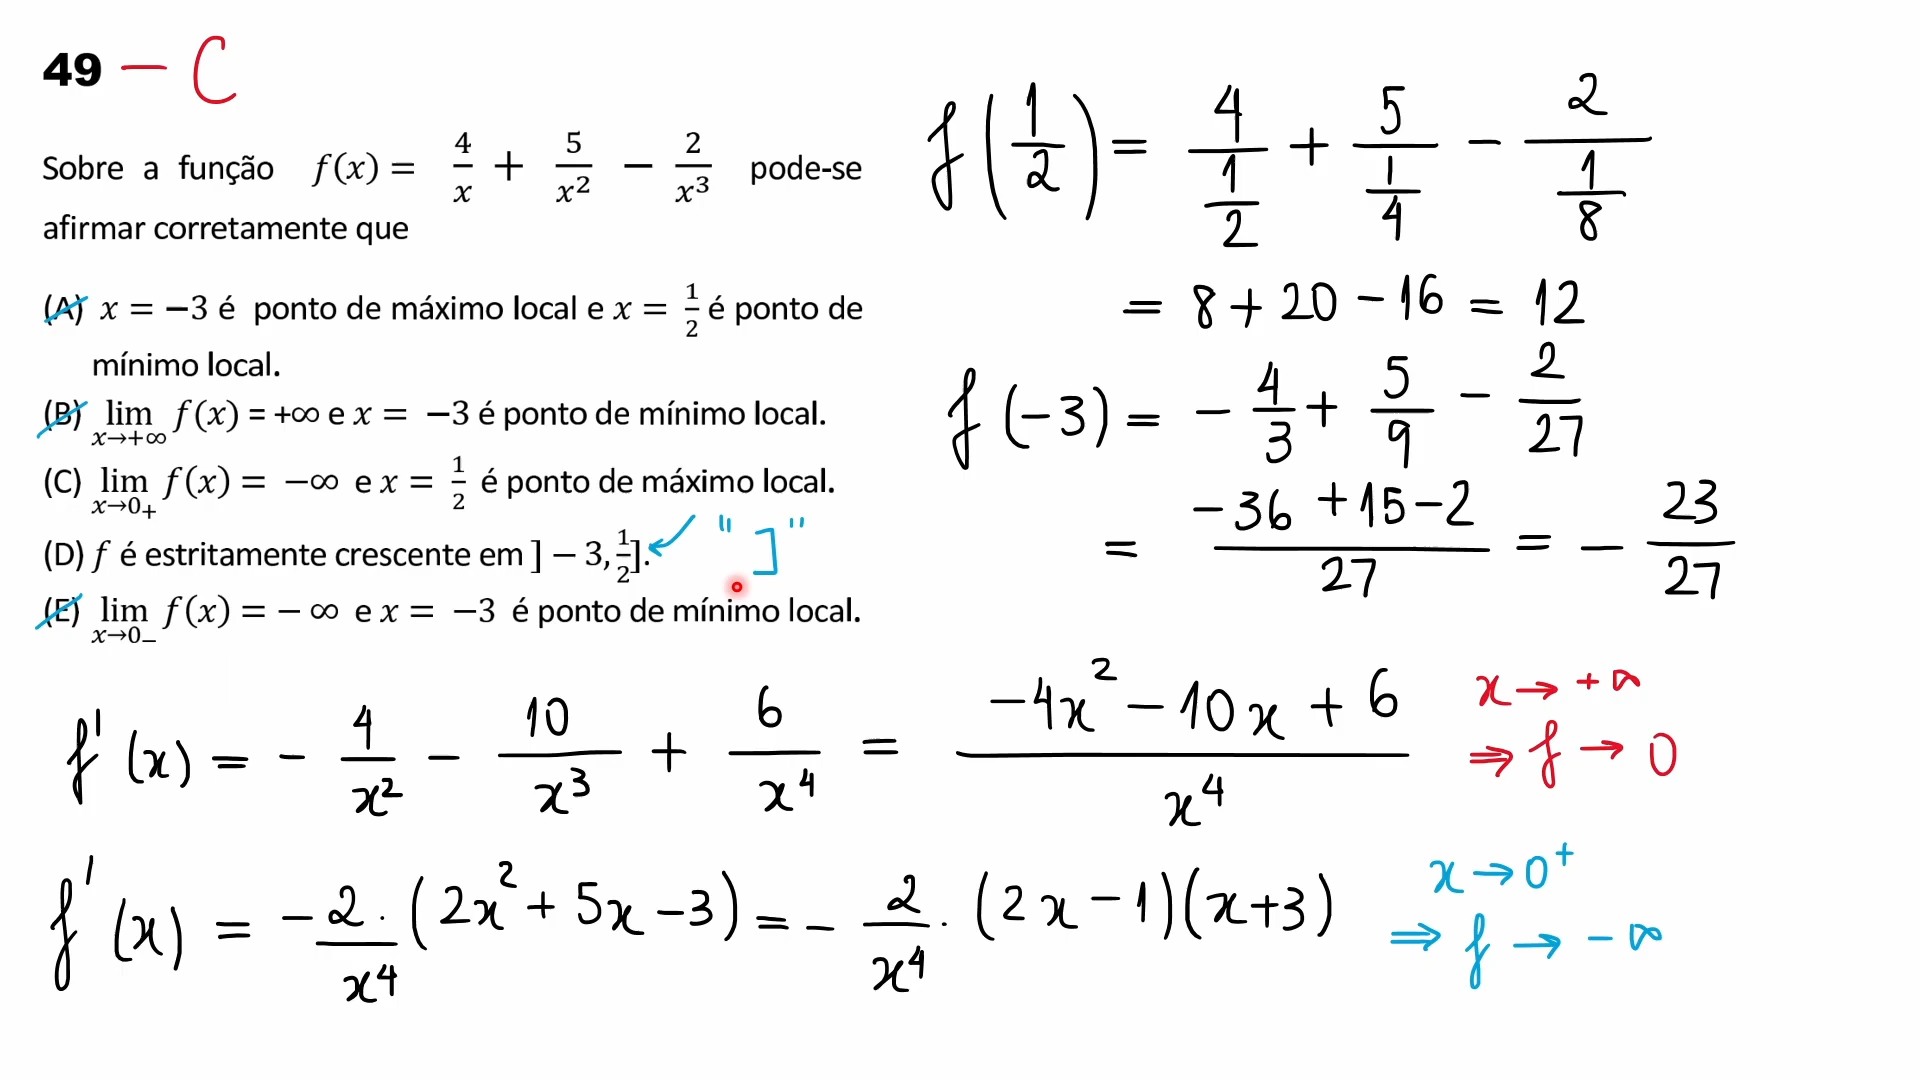 49 – C
Sobre a função f(x) = 4/x + 5/x² − 2/x³ pode-se
afirmar corretamente que
(A) x = −3 é ponto de máximo local e x = 1/2 é ponto de
mínimo local.
(B) lim x→+∞ f(x) = +∞ e x = −3 é ponto de mínimo local.
(C) lim x→0₊ f(x) = −∞ e x = 1/2 é ponto de máximo local.
(D) f é estritamente crescente em ] − 3, 1/2]. "]"
(E) lim x→0₋ f(x) = − ∞ e x = −3 é ponto de mínimo local.
f(1/2) = 4/(1/2) + 5/(1/4) − 2/(1/8)
= 8 + 20 − 16 = 12
f(−3) = − 4/3 + 5/9 − 2/27
= (−36 + 15 − 2)/27 = − 23/27
f'(x) = − 4/x² − 10/x³ + 6/x⁴ = (−4x² − 10x + 6)/x⁴
x → +∞
⇒ f → 0
f'(x) = −2/x⁴ · (2x² + 5x − 3) = − 2/x⁴ · (2x − 1)(x+3)
x → 0⁺
⇒ f → −∞